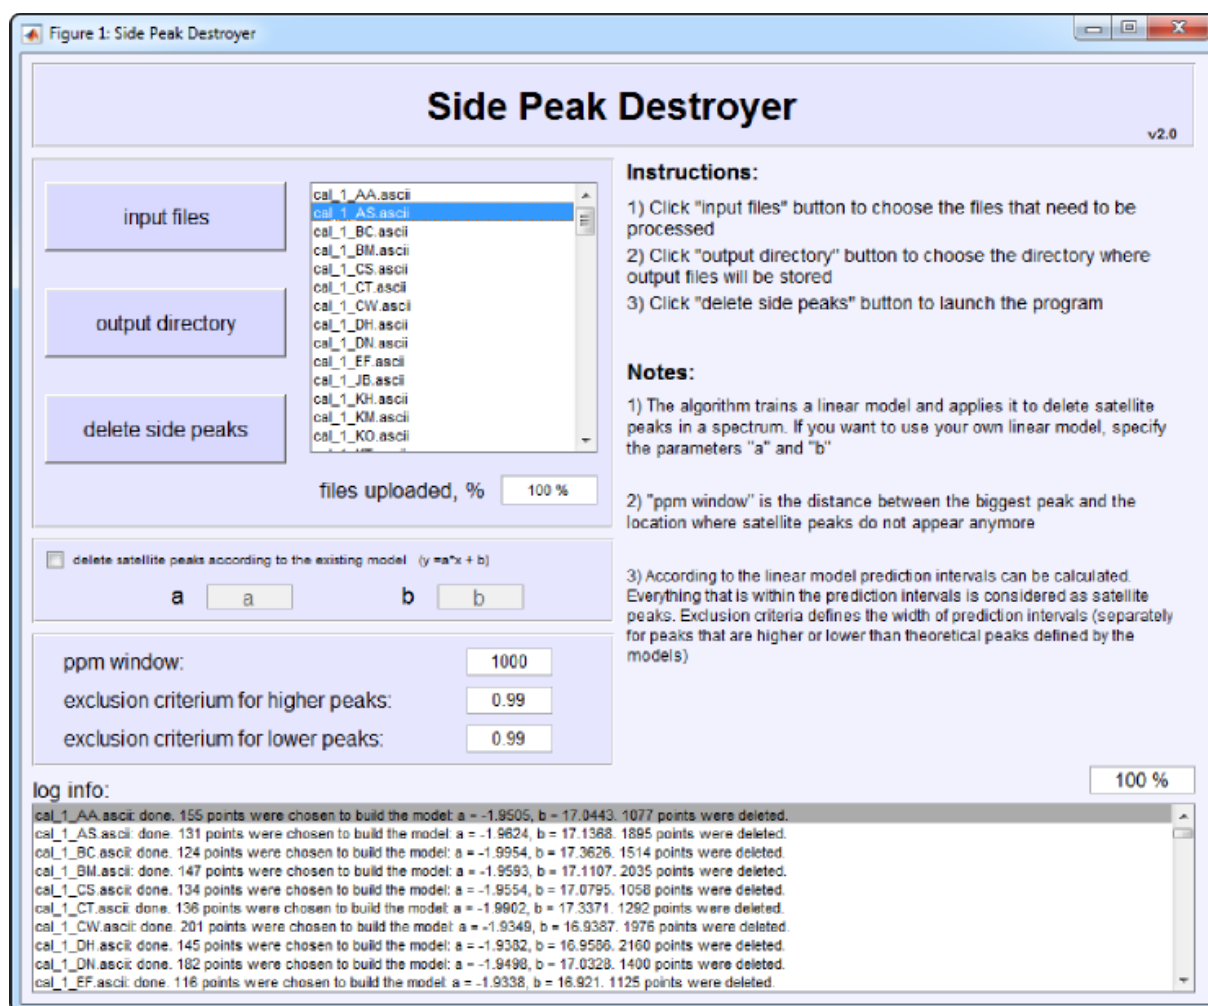 Figure 1: Side Peak Destroyer
Side Peak Destroyer
v2.0
input files
output directory
delete side peaks
cal_1_AA.ascii
cal_1_AS.ascii
cal_1_BC.ascii
cal_1_BM.ascii
cal_1_CS.ascii
cal_1_CT.ascii
cal_1_CW.ascii
cal_1_DH.ascii
cal_1_DN.ascii
cal_1_EF.ascii
cal_1_JB.ascii
cal_1_KH.ascii
cal_1_KM.ascii
cal_1_KO.ascii
files uploaded, % 100 %
delete satellite peaks according to the existing model (y =a*x + b)
a a b b
ppm window: 1000
exclusion criterium for higher peaks: 0.99
exclusion criterium for lower peaks: 0.99
Instructions:
1) Click "input files" button to choose the files that need to be
processed
2) Click "output directory" button to choose the directory where
output files will be stored
3) Click "delete side peaks" button to launch the program
Notes:
1) The algorithm trains a linear model and applies it to delete satellite
peaks in a spectrum. If you want to use your own linear model, specify
the parameters "a" and "b"
2) "ppm window" is the distance between the biggest peak and the
location where satellite peaks do not appear anymore
3) According to the linear model prediction intervals can be calculated.
Everything that is within the prediction intervals is considered as satellite
peaks. Exclusion criteria defines the width of prediction intervals (separately
for peaks that are higher or lower than theoretical peaks defined by the
models)
100 %
log info:
cal_1_AA.ascii: done. 155 points were chosen to build the model: a = -1.9505, b = 17.0443. 1077 points were deleted.
cal_1_AS.ascii: done. 131 points were chosen to build the model: a = -1.9624, b = 17.1368. 1895 points were deleted.
cal_1_BC.ascii: done. 124 points were chosen to build the model: a = -1.9954, b = 17.3626. 1514 points were deleted.
cal_1_BM.ascii: done. 147 points were chosen to build the model: a = -1.9593, b = 17.1107. 2035 points were deleted.
cal_1_CS.ascii: done. 134 points were chosen to build the model: a = -1.9554, b = 17.0795. 1058 points were deleted.
cal_1_CT.ascii: done. 136 points were chosen to build the model: a = -1.9902, b = 17.3371. 1292 points were deleted.
cal_1_CW.ascii: done. 201 points were chosen to build the model: a = -1.9349, b = 16.9387. 1976 points were deleted.
cal_1_DH.ascii: done. 145 points were chosen to build the model: a = -1.9382, b = 16.9586. 2160 points were deleted.
cal_1_DN.ascii: done. 182 points were chosen to build the model: a = -1.9498, b = 17.0328. 1400 points were deleted.
cal_1_EF.ascii: done. 116 points were chosen to build the model: a = -1.9338, b = 16.921. 1125 points were deleted.